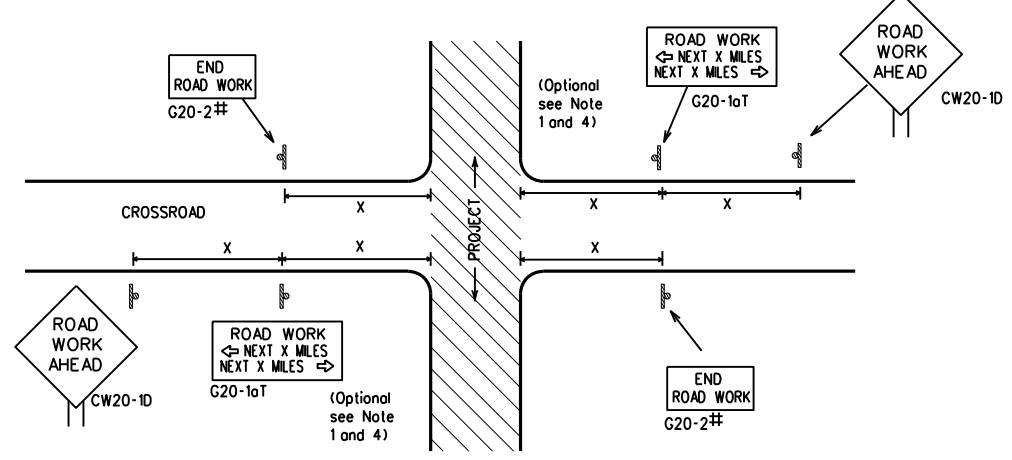 END
ROAD WORK
G20-2#
(Optional
see Note
1 and 4)
ROAD WORK
⇦ NEXT X MILES
NEXT X MILES ⇨
G20-1aT
ROAD
WORK
AHEAD
CW20-1D
X
X
X
CROSSROAD
PROJECT
X
X
X
ROAD
WORK
AHEAD
CW20-1D
ROAD WORK
⇦ NEXT X MILES
NEXT X MILES ⇨
G20-1aT
(Optional
see Note
1 and 4)
END
ROAD WORK
G20-2#